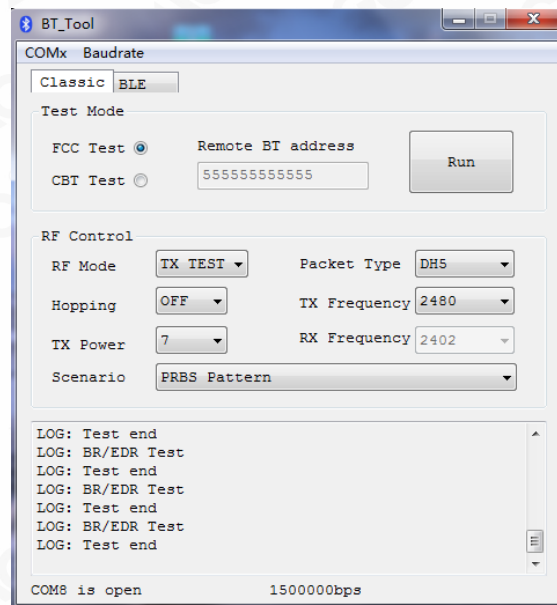 BT_Tool
COMx Baudrate
Classic BLE
Test Mode
FCC Test Remote BT address
CBT Test 555555555555 Run
RF Control
RF Mode TX TEST Packet Type DH5
Hopping OFF TX Frequency 2480
TX Power 7 RX Frequency 2402
Scenario PRBS Pattern
LOG: Test end
LOG: BR/EDR Test
LOG: Test end
LOG: BR/EDR Test
LOG: Test end
LOG: BR/EDR Test
LOG: Test end
COM8 is open 1500000bps